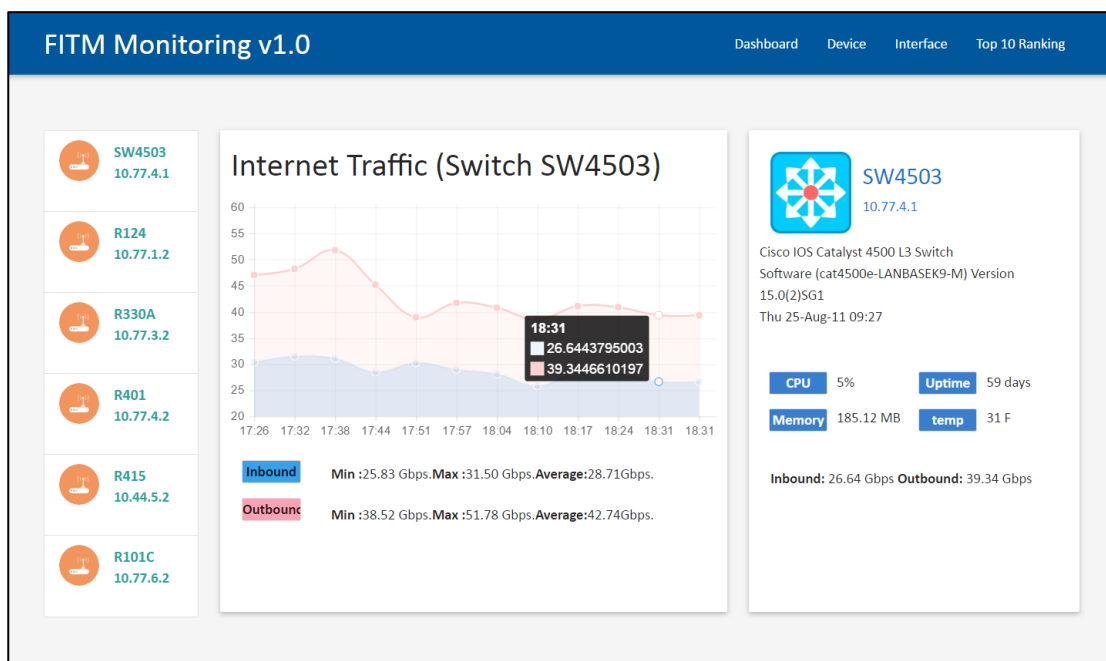 FITM Monitoring v1.0
Dashboard Device Interface Top 10 Ranking
SW4503
10.77.4.1
R124
10.77.1.2
R330A
10.77.3.2
R401
10.77.4.2
R415
10.44.5.2
R101C
10.77.6.2
Internet Traffic (Switch SW4503)
60
55
50
45
40
35
30
25
20
17:26 17:32 17:38 17:44 17:51 17:57 18:04 18:10 18:17 18:24 18:31 18:31
18:31
26.6443795003
39.3446610197
Inbound Min :25.83 Gbps.Max :31.50 Gbps.Average:28.71Gbps.
Outbound Min :38.52 Gbps.Max :51.78 Gbps.Average:42.74Gbps.
SW4503
10.77.4.1
Cisco IOS Catalyst 4500 L3 Switch
Software (cat4500e-LANBASEK9-M) Version
15.0(2)SG1
Thu 25-Aug-11 09:27
CPU 5% Uptime 59 days
Memory 185.12 MB temp 31 F
Inbound: 26.64 Gbps Outbound: 39.34 Gbps